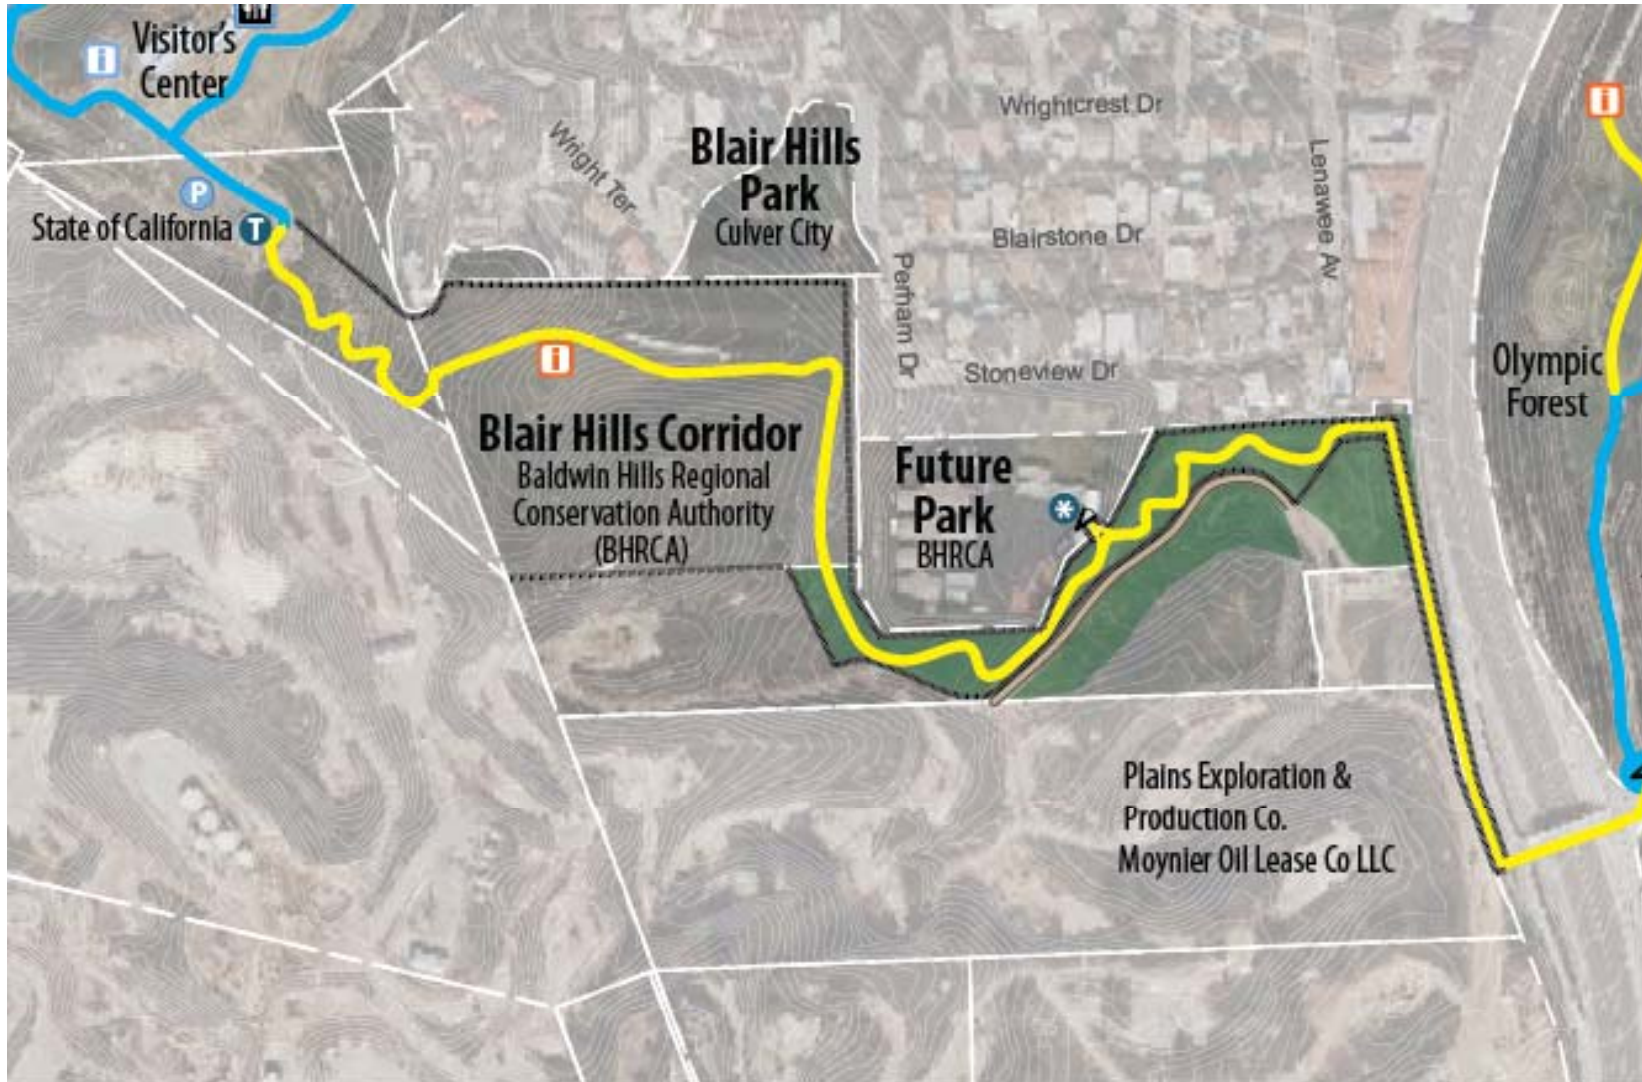 Visitor's
Center
i
P
State of California
T
Wright Ter
Blair Hills
Park
Culver City
Wrightcrest Dr
Blairstone Dr
Lenawee Av
Perham Dr
Stoneview Dr
i
i
Olympic
Forest
Blair Hills Corridor
Baldwin Hills Regional
Conservation Authority
(BHRCA)
Future
Park
BHRCA
*
V
Plains Exploration &
Production Co.
Moynier Oil Lease Co LLC